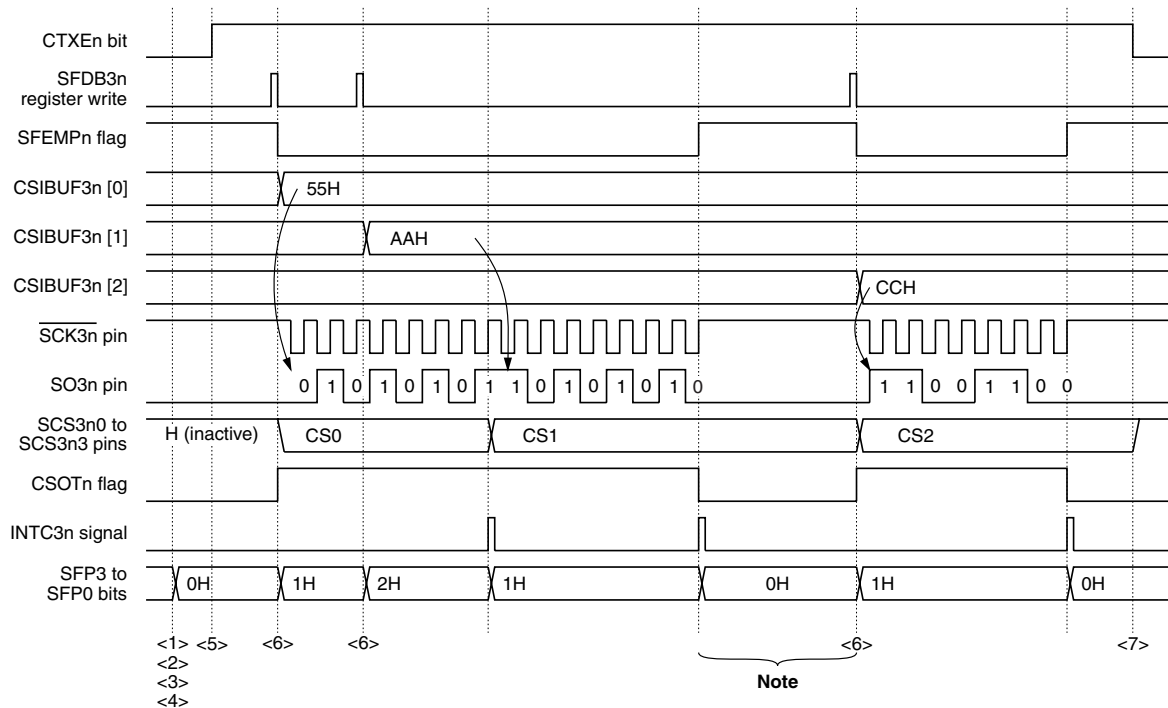 CTXEn bit
SFDB3n
register write
SFEMPn flag
CSIBUF3n [0]
55H
CSIBUF3n [1]
AAH
CSIBUF3n [2]
CCH
SCK3n pin
SO3n pin
0 1 0 1 0 1 0 1 1 0 1 0 1 0 1 0 1 1 0 0 1 1 0 0
SCS3n0 to
SCS3n3 pins
H (inactive) CS0 CS1 CS2
CSOTn flag
INTC3n signal
SFP3 to
SFP0 bits
0H 1H 2H 1H 0H 1H 0H
<1> <5> <6> <6> <6> <7>
<2>
<3>
<4>
Note